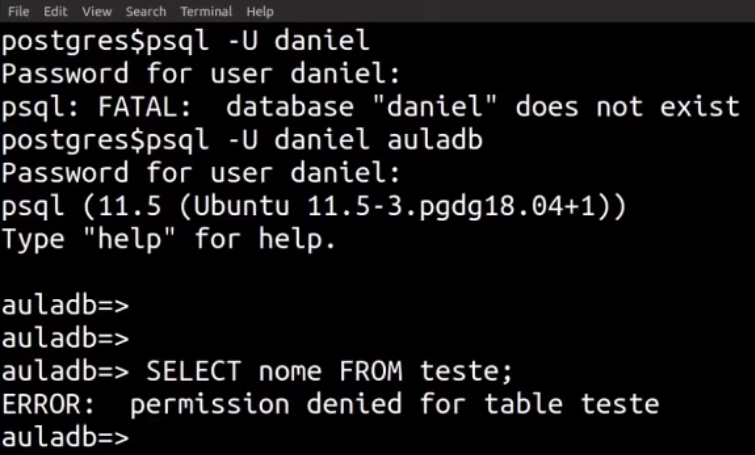 File Edit View Search Terminal Help
postgres$psql -U daniel
Password for user daniel:
psql: FATAL:  database "daniel" does not exist
postgres$psql -U daniel auladb
Password for user daniel:
psql (11.5 (Ubuntu 11.5-3.pgdg18.04+1))
Type "help" for help.
auladb=>
auladb=>
auladb=> SELECT nome FROM teste;
ERROR:  permission denied for table teste
auladb=>